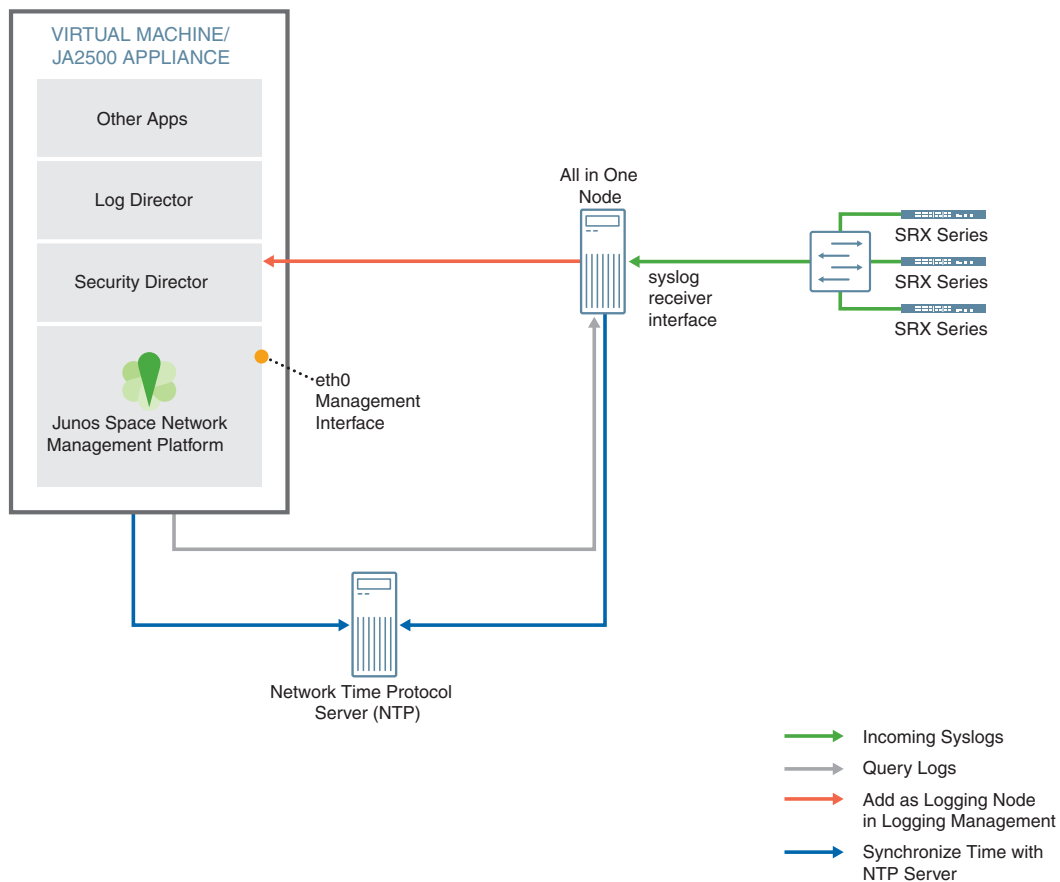 VIRTUAL MACHINE/
JA2500 APPLIANCE
Other Apps
Log Director
Security Director
Junos Space Network
Management Platform
eth0
Management
Interface
All in One
Node
syslog
receiver
interface
SRX Series
SRX Series
SRX Series
Network Time Protocol
Server (NTP)
Incoming Syslogs
Query Logs
Add as Logging Node
in Logging Management
Synchronize Time with
NTP Server